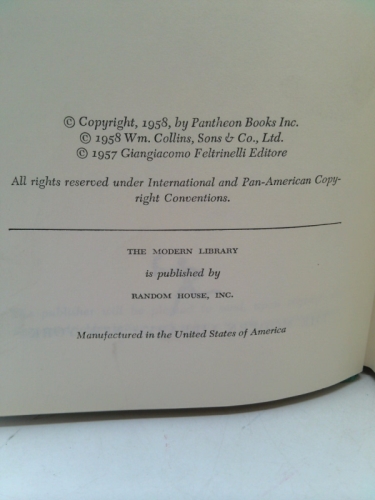 © Copyright, 1958, by Pantheon Books Inc.
© 1958 Wm. Collins, Sons & Co., Ltd.
© 1957 Giangiacomo Feltrinelli Editore
All rights reserved under International and Pan-American Copy-
right Conventions.
THE MODERN LIBRARY
is published by
RANDOM HOUSE, INC.
Manufactured in the United States of America